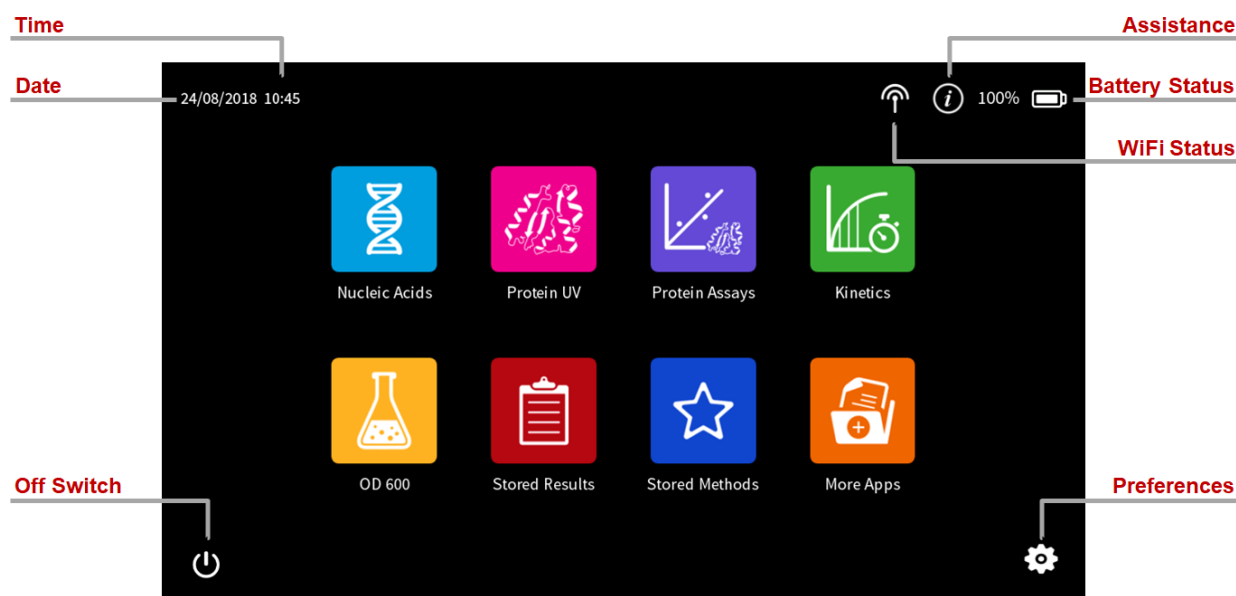 Time
Assistance
Date
24/08/2018 10:45
100%
Battery Status
WiFi Status
Nucleic Acids
Protein UV
Protein Assays
Kinetics
OD 600
Stored Results
Stored Methods
More Apps
Off Switch
Preferences